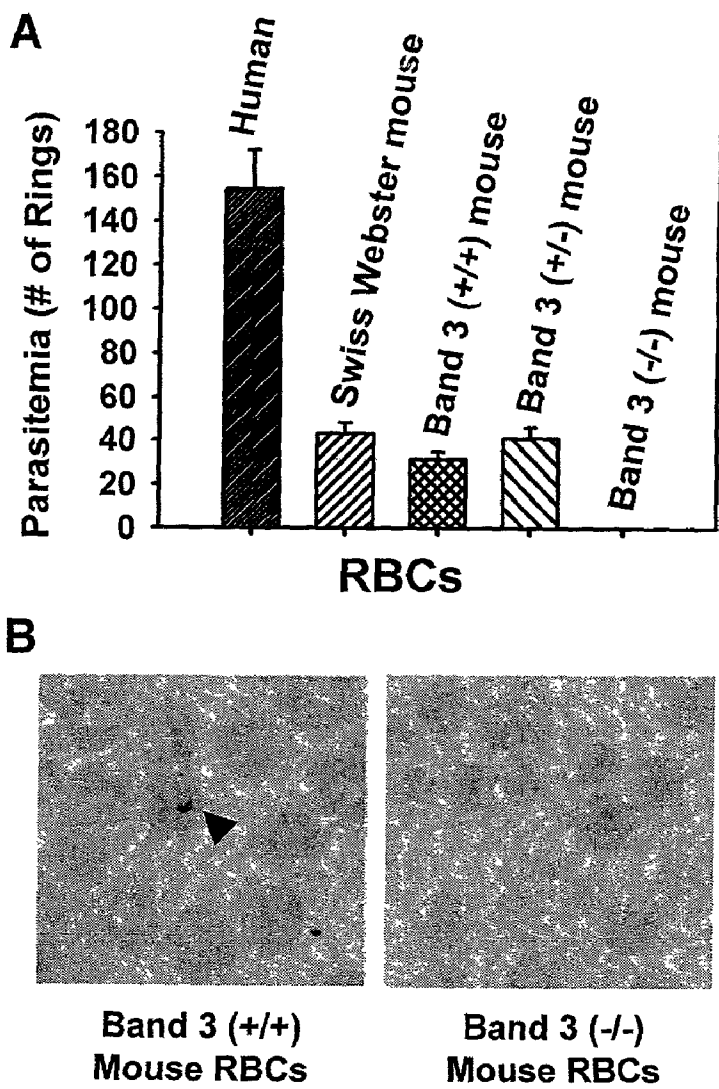 A
Human
Swiss Webster mouse
Band 3 (+/+) mouse
Band 3 (+/-) mouse
Band 3 (-/-) mouse
Parasitemia (# of Rings)
180
160
140
120
100
80
60
40
20
0
RBCs
B
Band 3 (+/+)
Mouse RBCs
Band 3 (-/-)
Mouse RBCs